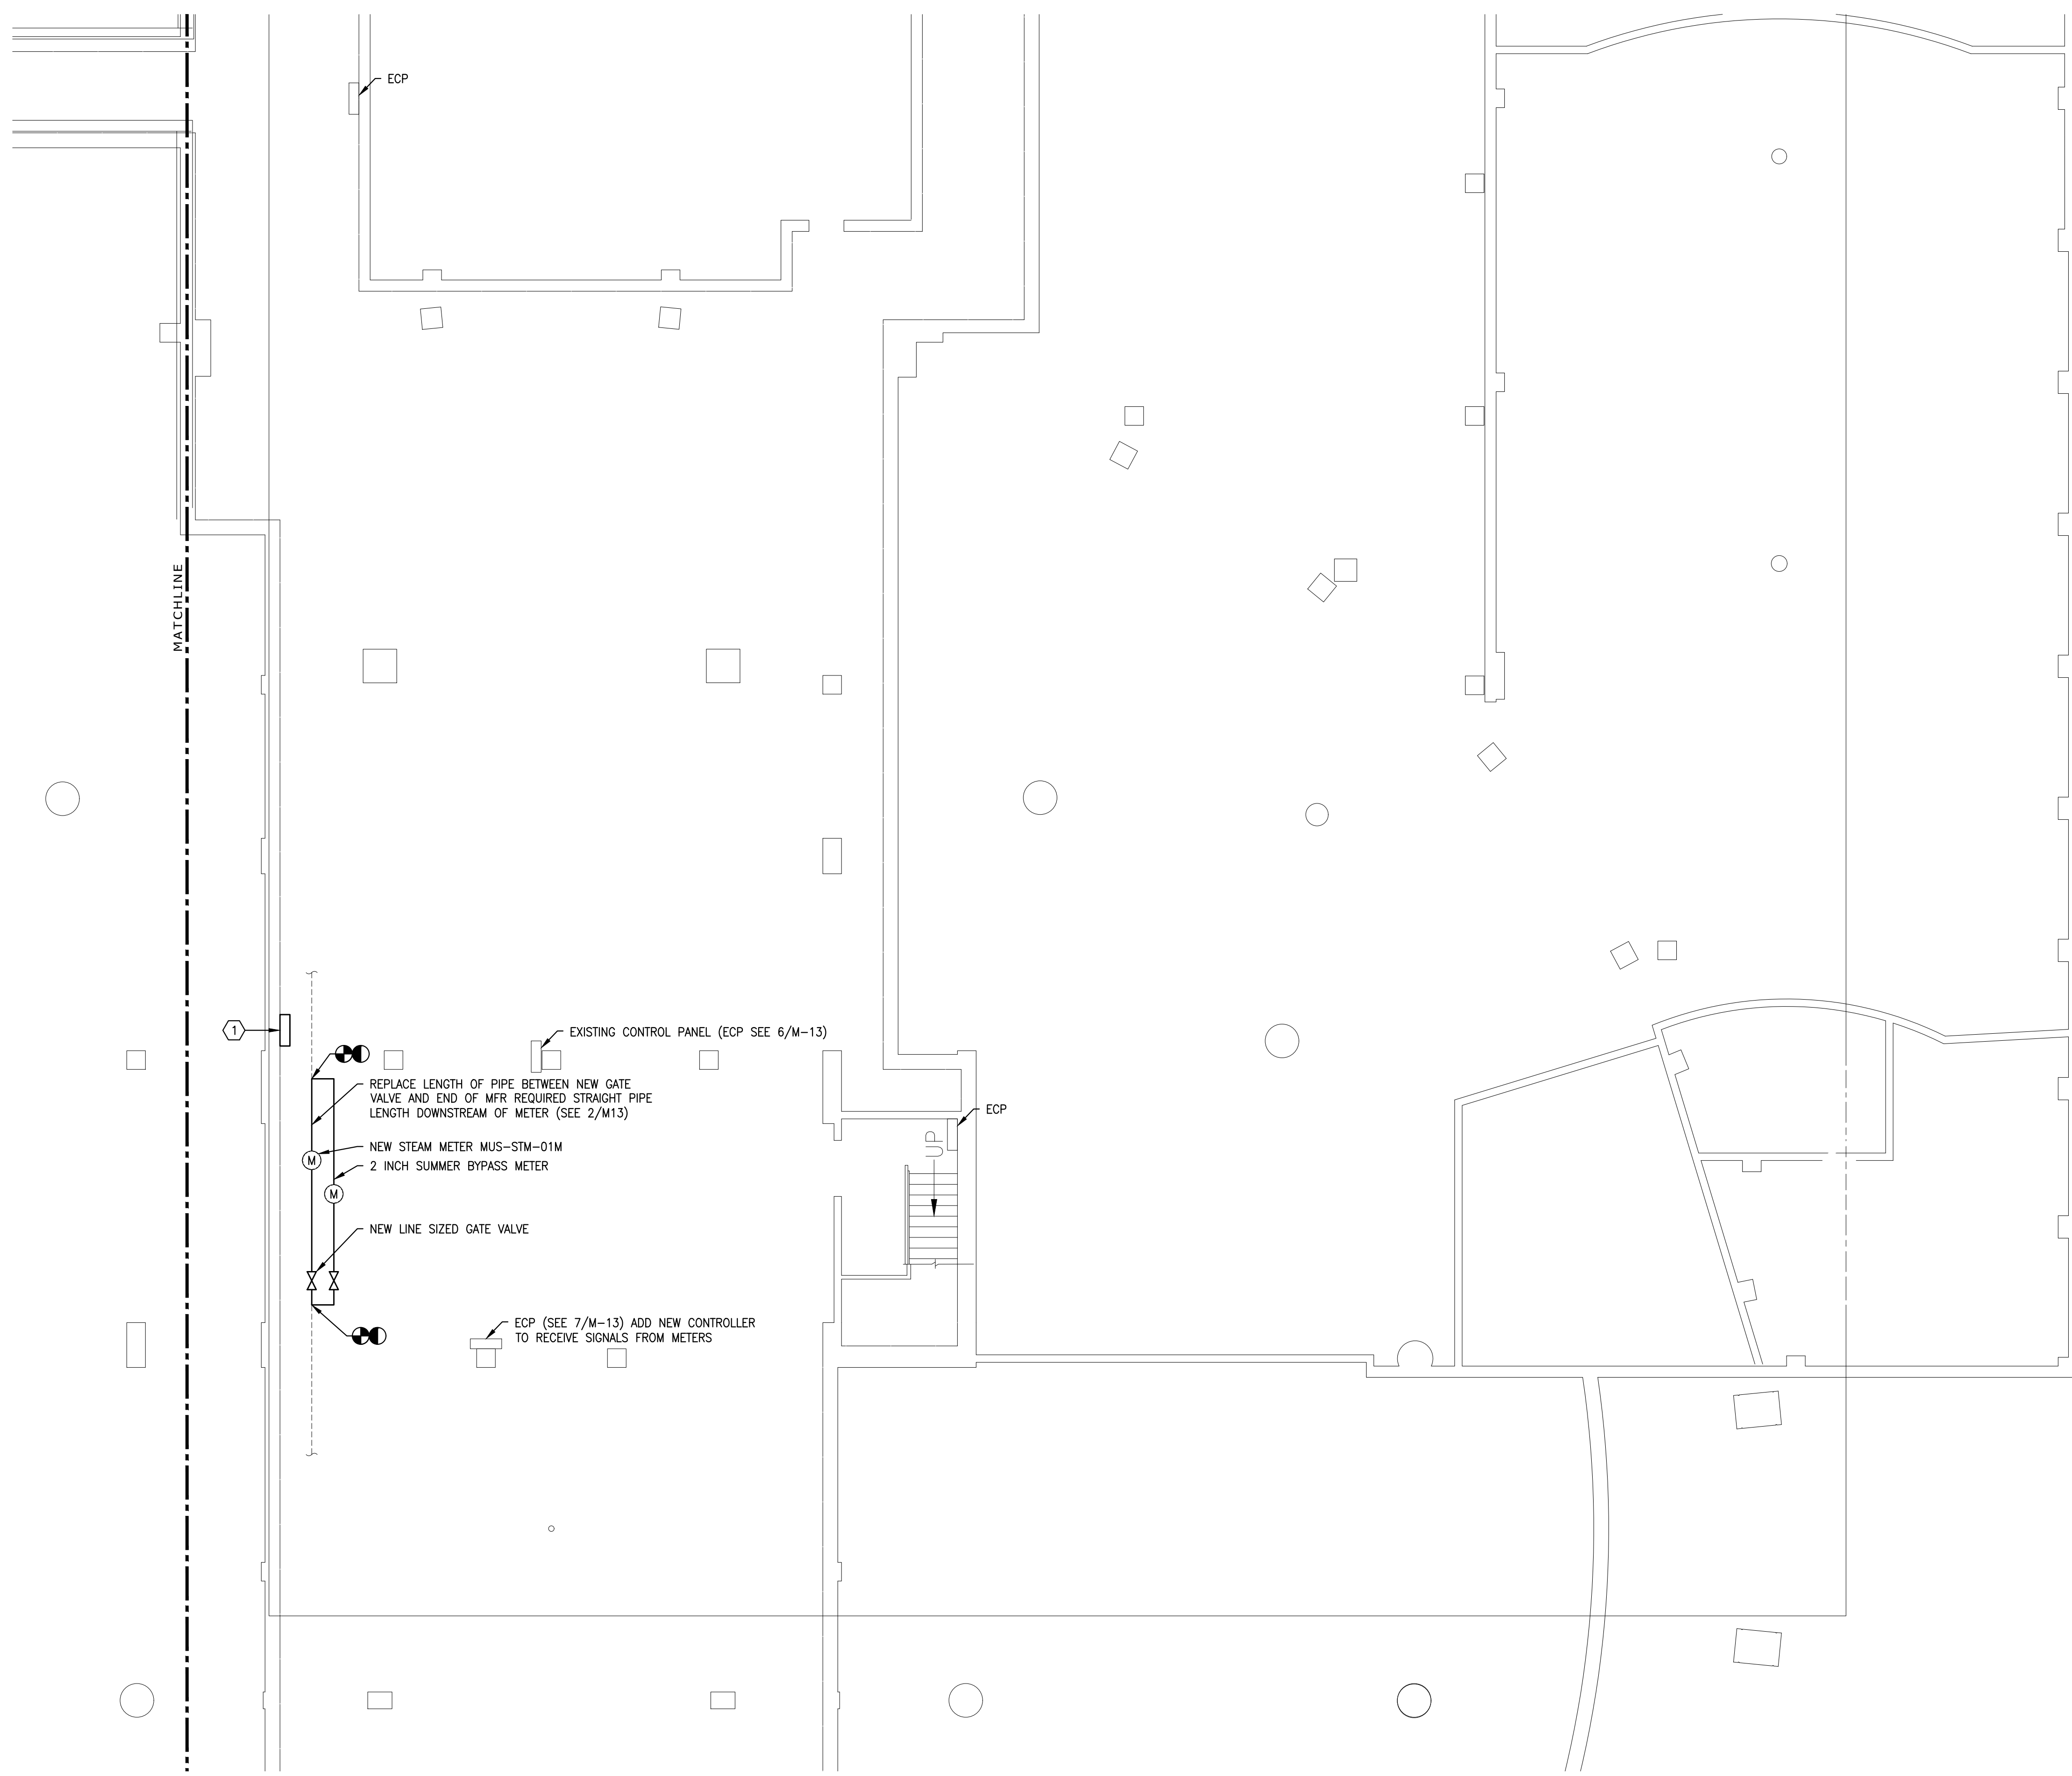 ECP
MATCHLINE
1
EXISTING CONTROL PANEL (ECP SEE 6/M-13)
REPLACE LENGTH OF PIPE BETWEEN NEW GATE
VALVE AND END OF MFR REQUIRED STRAIGHT PIPE
LENGTH DOWNSTREAM OF METER (SEE 2/M13)
ECP
UP
NEW STEAM METER MUS-STM-01M
M
2 INCH SUMMER BYPASS METER
M
NEW LINE SIZED GATE VALVE
ECP (SEE 7/M-13) ADD NEW CONTROLLER
TO RECEIVE SIGNALS FROM METERS